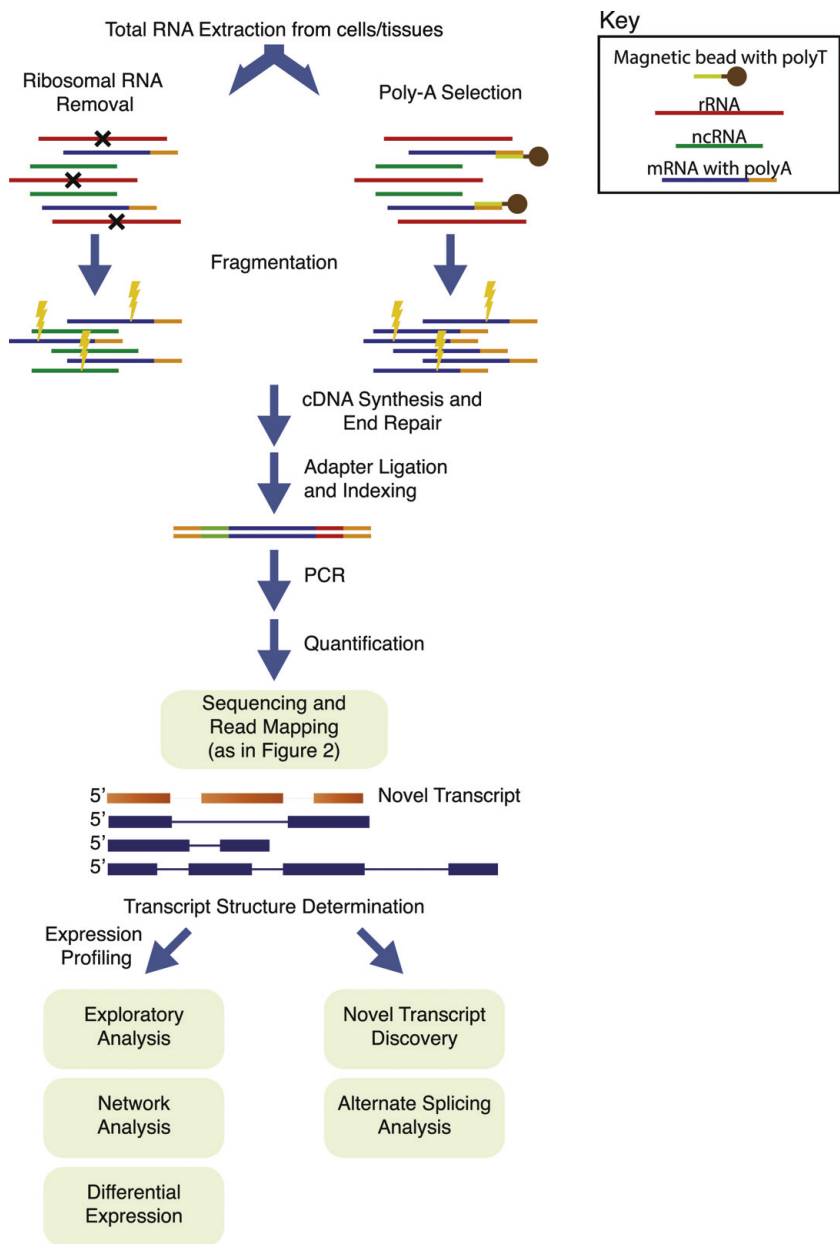 Total RNA Extraction from cells/tissues
Key
Magnetic bead with polyT
rRNA
ncRNA
mRNA with polyA
Ribosomal RNA
Removal
Poly-A Selection
Fragmentation
cDNA Synthesis and
End Repair
Adapter Ligation
and Indexing
PCR
Quantification
Sequencing and
Read Mapping
(as in Figure 2)
5' Novel Transcript
5'
5'
5'
Transcript Structure Determination
Expression
Profiling
Exploratory
Analysis
Network
Analysis
Differential
Expression
Novel Transcript
Discovery
Alternate Splicing
Analysis